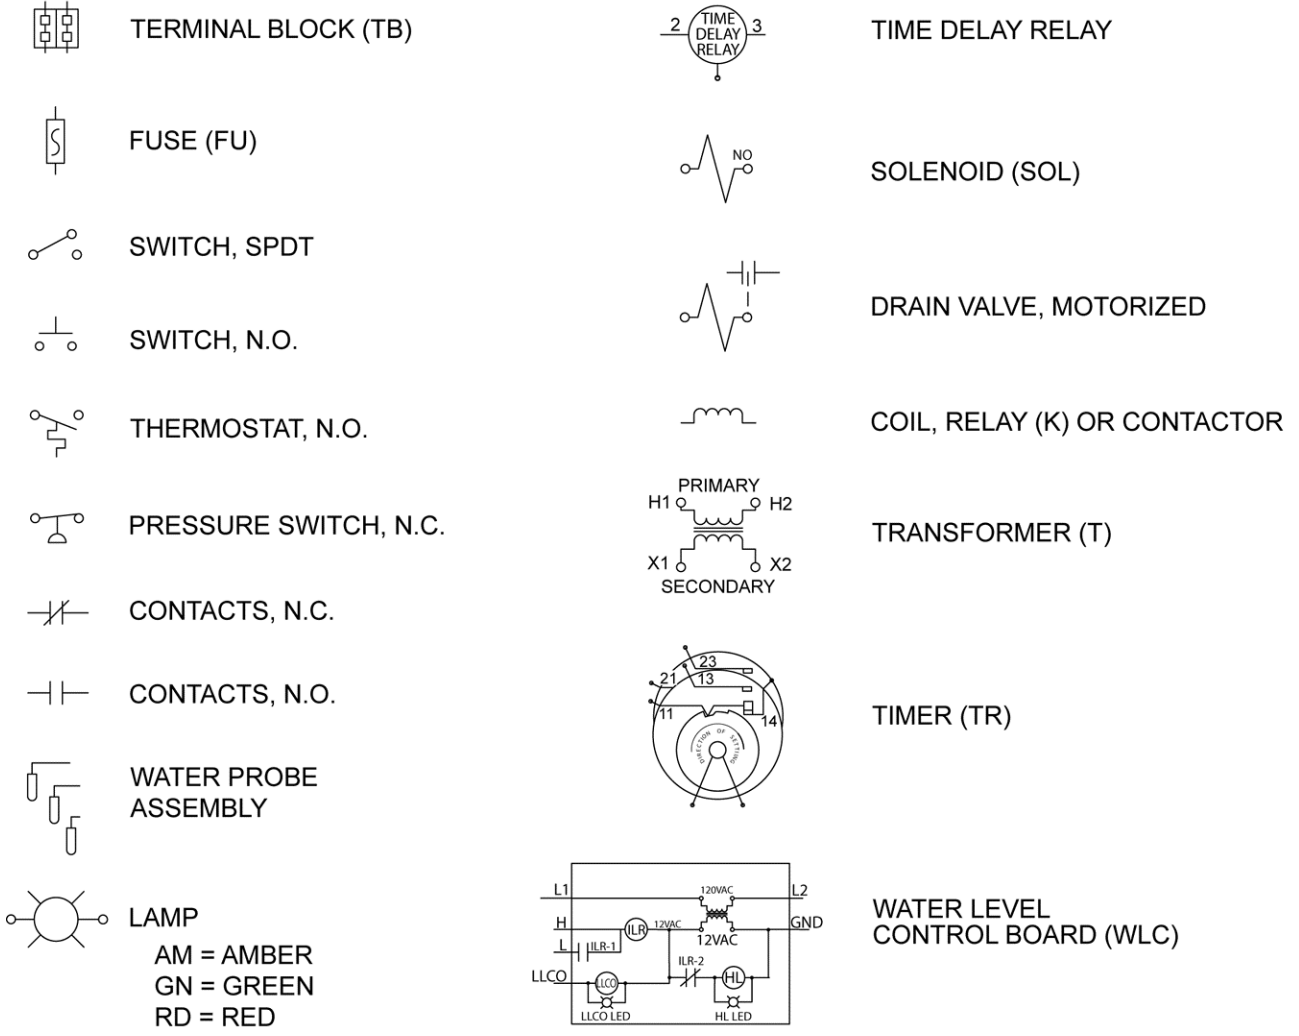 TERMINAL BLOCK (TB)
FUSE (FU)
SWITCH, SPDT
SWITCH, N.O.
THERMOSTAT, N.O.
PRESSURE SWITCH, N.C.
CONTACTS, N.C.
CONTACTS, N.O.
WATER PROBE
ASSEMBLY
LAMP
AM = AMBER
GN = GREEN
RD = RED
2 TIME 3
DELAY
RELAY
TIME DELAY RELAY
NO
SOLENOID (SOL)
DRAIN VALVE, MOTORIZED
COIL, RELAY (K) OR CONTACTOR
PRIMARY
H1 H2
X1 X2
SECONDARY
TRANSFORMER (T)
23
21 13
11 14
DIRECTION OF SETTING
TIMER (TR)
L1 120VAC L2
H ILR 12VAC GND
12VAC
L ILR-1
ILR-2
LLCO LLCO HL
LLCO LED HL LED
WATER LEVEL
CONTROL BOARD (WLC)